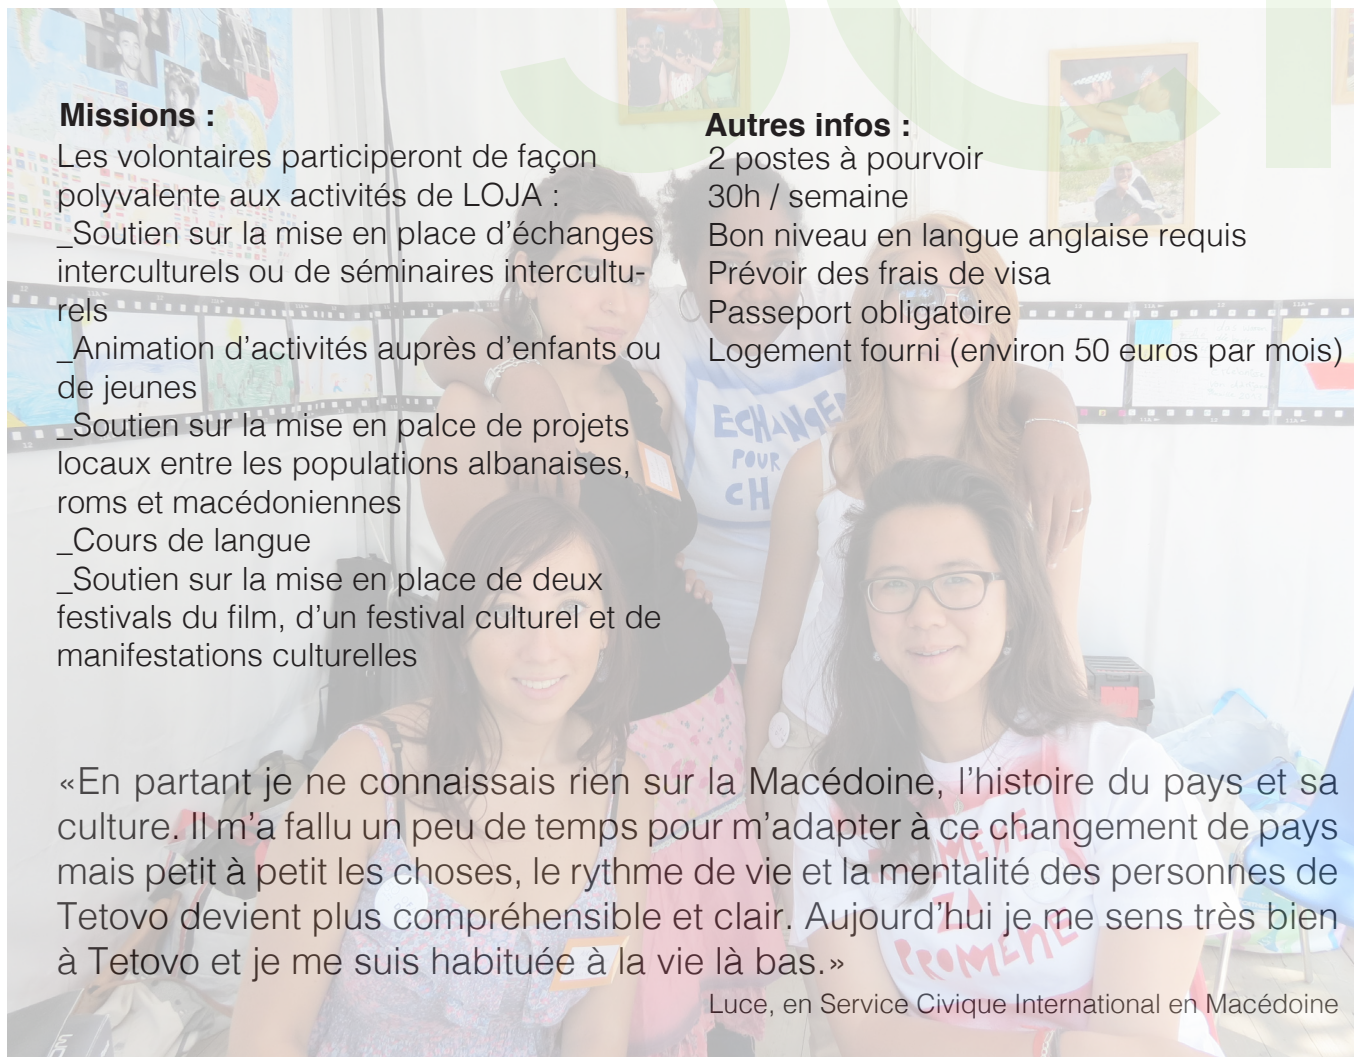 Missions :
Les volontaires participeront de façon
polyvalente aux activités de LOJA :
_Soutien sur la mise en place d'échanges
interculturels ou de séminaires intercultu-
rels
_Animation d'activités auprès d'enfants ou
de jeunes
_Soutien sur la mise en palce de projets
locaux entre les populations albanaises,
roms et macédoniennes
_Cours de langue
_Soutien sur la mise en place de deux
festivals du film, d'un festival culturel et de
manifestations culturelles
Autres infos :
2 postes à pourvoir
30h / semaine
Bon niveau en langue anglaise requis
Prévoir des frais de visa
Passeport obligatoire
Logement fourni (environ 50 euros par mois)
ECHANGER
POUR
CH
«En partant je ne connaissais rien sur la Macédoine, l'histoire du pays et sa
culture. Il m'a fallu un peu de temps pour m'adapter à ce changement de pays
mais petit à petit les choses, le rythme de vie et la mentalité des personnes de
Tetovo devient plus compréhensible et clair. Aujourd'hui je me sens très bien
à Tetovo et je me suis habituée à la vie là bas.»
ZA
PROMENE
Luce, en Service Civique International en Macédoine